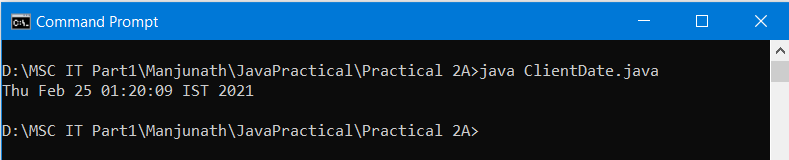 Command Prompt
D:\MSC IT Part1\Manjunath\JavaPractical\Practical 2A>java ClientDate.java
Thu Feb 25 01:20:09 IST 2021
D:\MSC IT Part1\Manjunath\JavaPractical\Practical 2A>